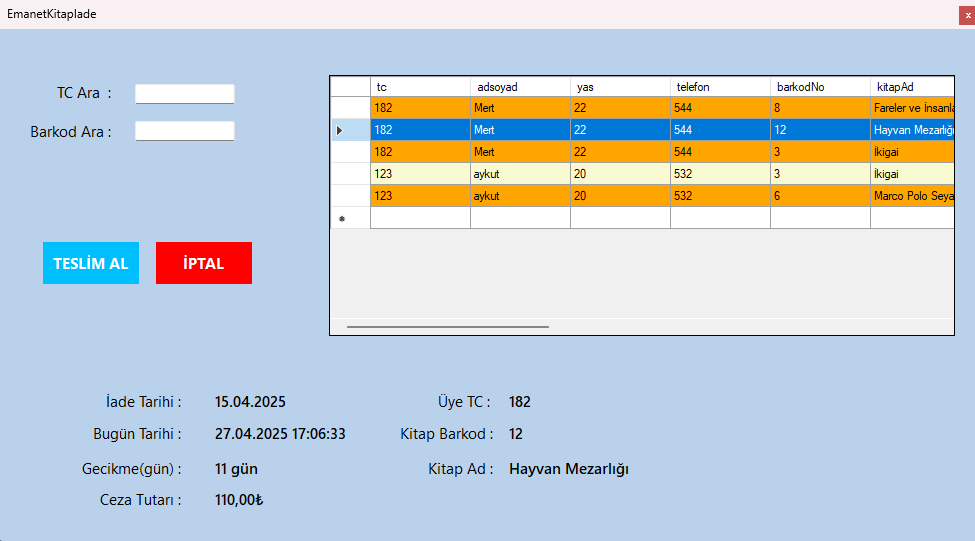 EmanetKitapIade
x
TC Ara :
Barkod Ara :
TESLİM AL İPTAL
tc adsoyad yas telefon barkodNo kitapAd
182 Mert 22 544 8 Fareler ve İnsanla
182 Mert 22 544 12 Hayvan Mezarlığı
182 Mert 22 544 3 İkigai
123 aykut 20 532 3 İkigai
123 aykut 20 532 6 Marco Polo Seya
İade Tarihi : 15.04.2025 Üye TC : 182
Bugün Tarihi : 27.04.2025 17:06:33 Kitap Barkod : 12
Gecikme(gün) : 11 gün Kitap Ad : Hayvan Mezarlığı
Ceza Tutarı : 110,00₺